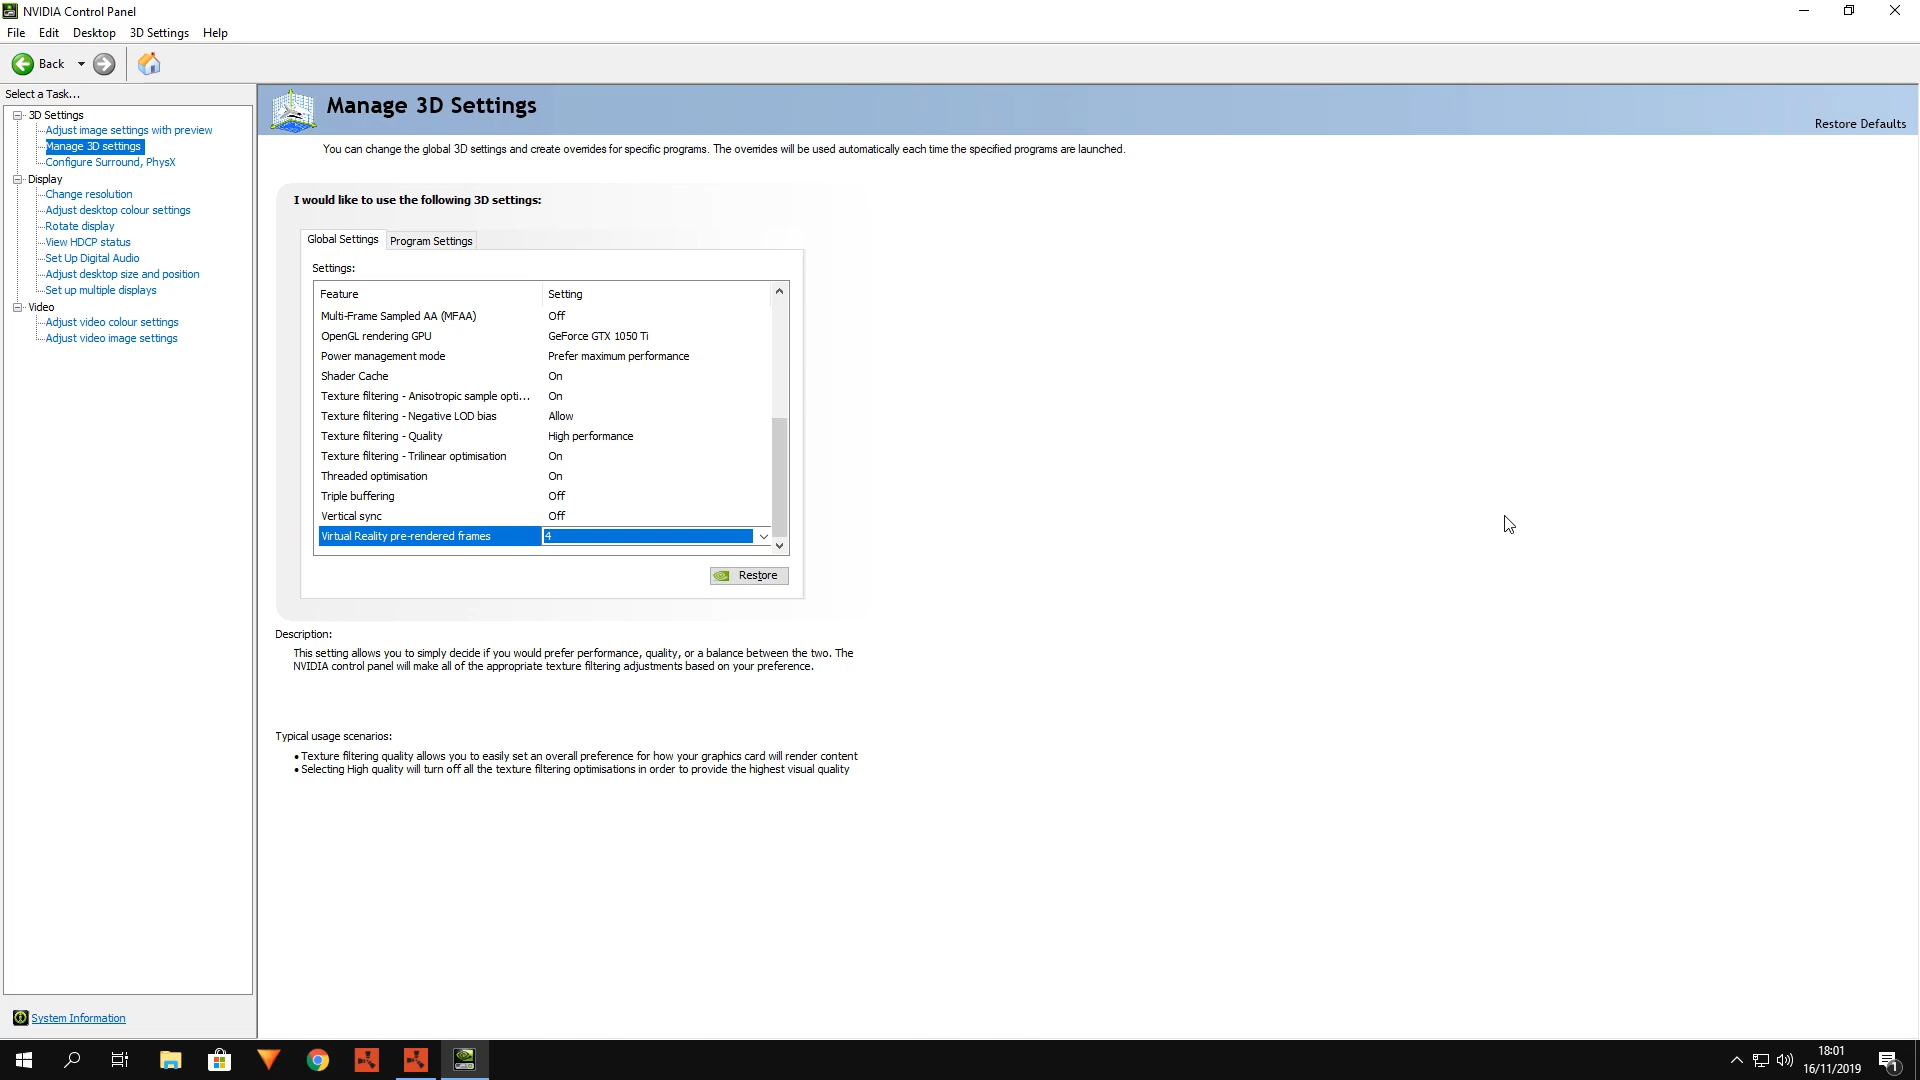 NVIDIA Control Panel
File Edit Desktop 3D Settings Help
Back
Select a Task...
3D Settings
Adjust image settings with preview
Manage 3D settings
Configure Surround, PhysX
Display
Change resolution
Adjust desktop colour settings
Rotate display
View HDCP status
Set Up Digital Audio
Adjust desktop size and position
Set up multiple displays
Video
Adjust video colour settings
Adjust video image settings
System Information
Manage 3D Settings
Restore Defaults
You can change the global 3D settings and create overrides for specific programs. The overrides will be used automatically each time the specified programs are launched.
I would like to use the following 3D settings:
Global Settings Program Settings
Settings:
Feature Setting
Multi-Frame Sampled AA (MFAA) Off
OpenGL rendering GPU GeForce GTX 1050 Ti
Power management mode Prefer maximum performance
Shader Cache On
Texture filtering - Anisotropic sample opti... On
Texture filtering - Negative LOD bias Allow
Texture filtering - Quality High performance
Texture filtering - Trilinear optimisation On
Threaded optimisation On
Triple buffering Off
Vertical sync Off
Virtual Reality pre-rendered frames 4
Restore
Description:
This setting allows you to simply decide if you would prefer performance, quality, or a balance between the two. The
NVIDIA control panel will make all of the appropriate texture filtering adjustments based on your preference.
Typical usage scenarios:
• Texture filtering quality allows you to easily set an overall preference for how your graphics card will render content
• Selecting High quality will turn off all the texture filtering optimisations in order to provide the highest visual quality
18:01
16/11/2019
1